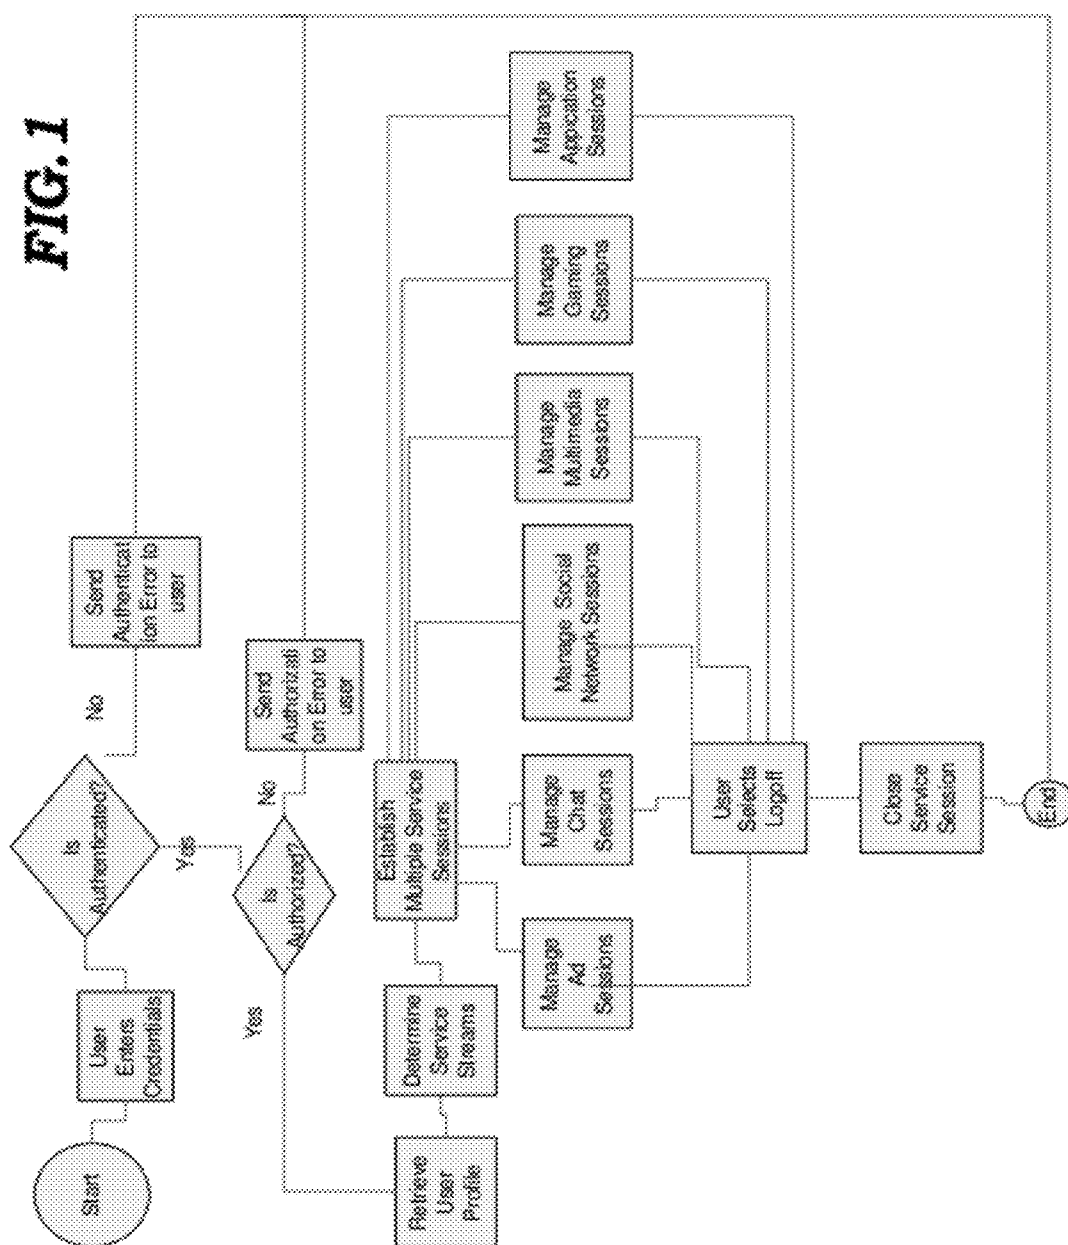 FIG. 1
Start
User
Enters
Credentials
Is
Authenticated?
No
Send
Authenticat
ion Error to
user
Yes
Is
Authorized?
No
Send
Authorizati
on Error to
user
Yes
Retrieve
User
Profile
Determine
Service
Streams
Establish
Multiple Service
Sessions
Manage
Ad
Sessions
Manage
Chat
Sessions
Manage Social
Network Sessions
Manage
Multimedia
Sessions
Manage
Gaming
Sessions
Manage
Application
Sessions
User
Selects
Logoff
Close
Service
Session
End